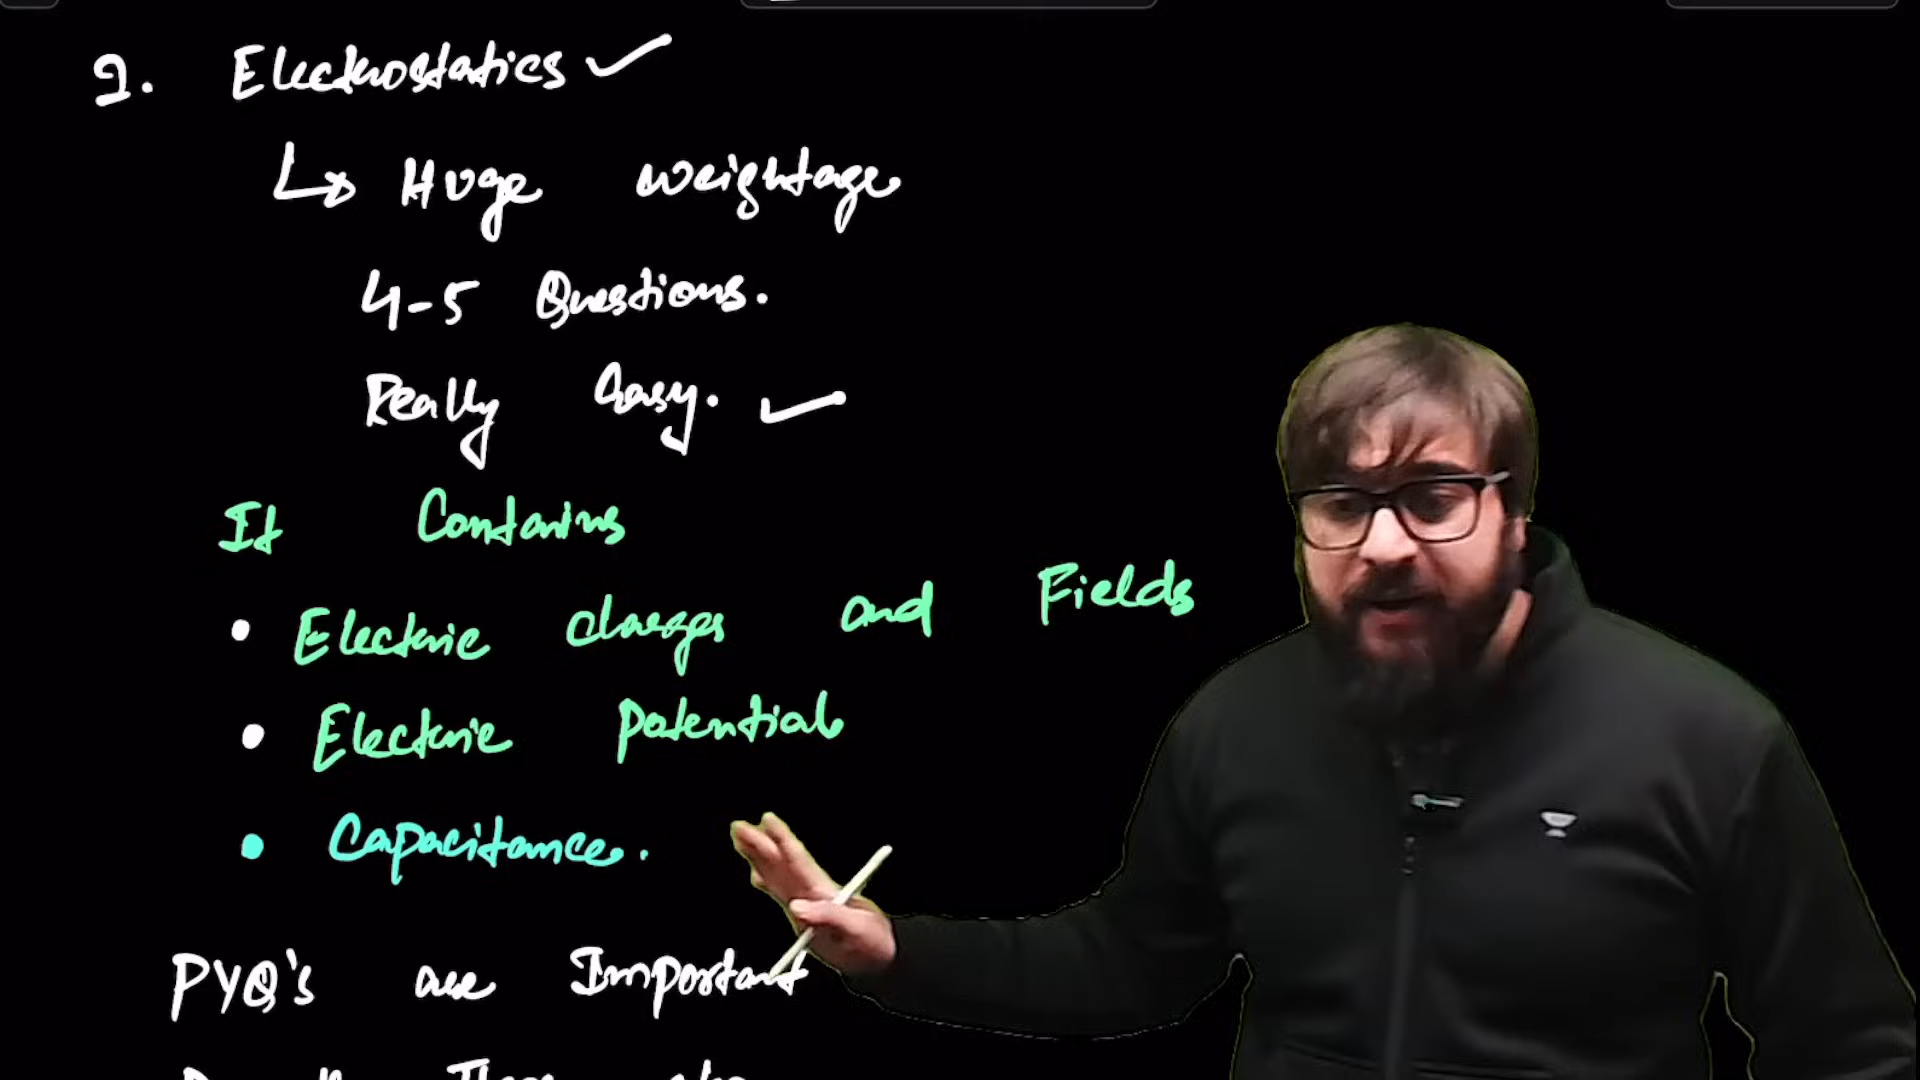 2. Electrostatics
Huge weightage
4-5 Questions.
Really Easy.
It Contains
• Electric charges and Fields
• Electric potential
• Capacitance.
PYQ's are Important